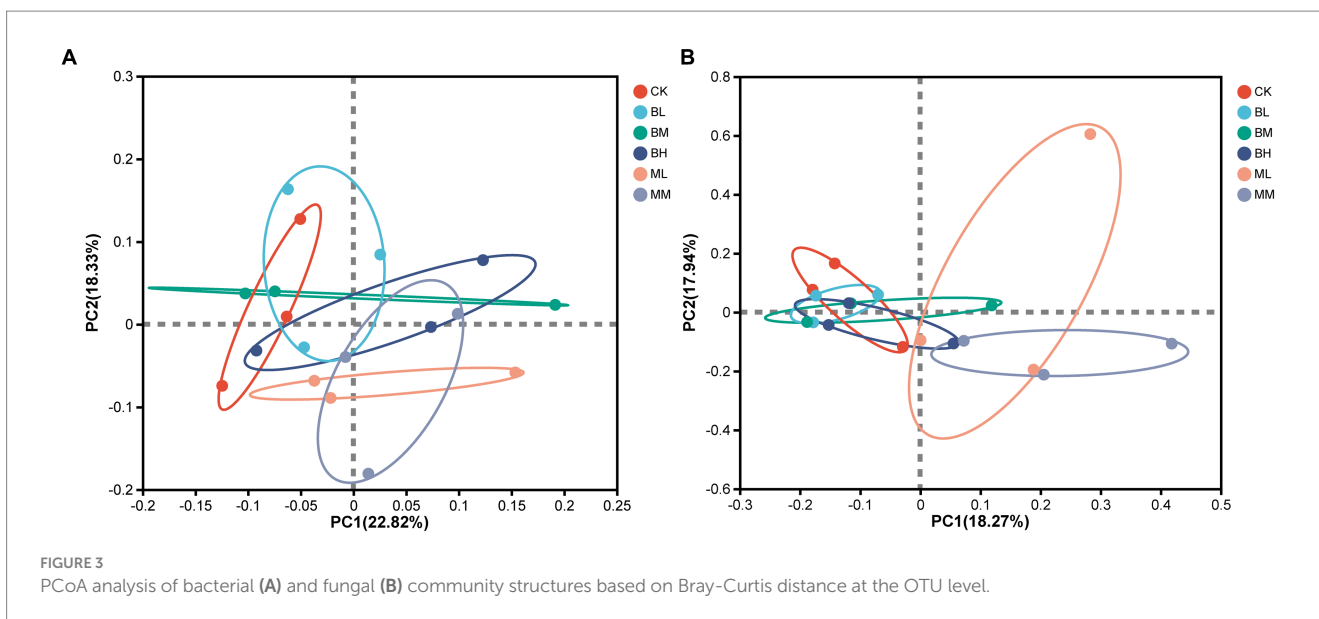 A
0.3
0.2
0.1
0
-0.1
-0.2
PC2(18.33%)
-0.2
-0.15
-0.1
-0.05
0
0.05
0.1
0.15
0.2
0.25
PC1(22.82%)
CK
BL
BM
BH
ML
MM
B
0.8
0.6
0.4
0.2
0
-0.2
-0.4
-0.6
PC2(17.94%)
-0.3
-0.2
-0.1
0
0.1
0.2
0.3
0.4
0.5
PC1(18.27%)
CK
BL
BM
BH
ML
MM
FIGURE 3
PCoA analysis of bacterial (A) and fungal (B) community structures based on Bray-Curtis distance at the OTU level.